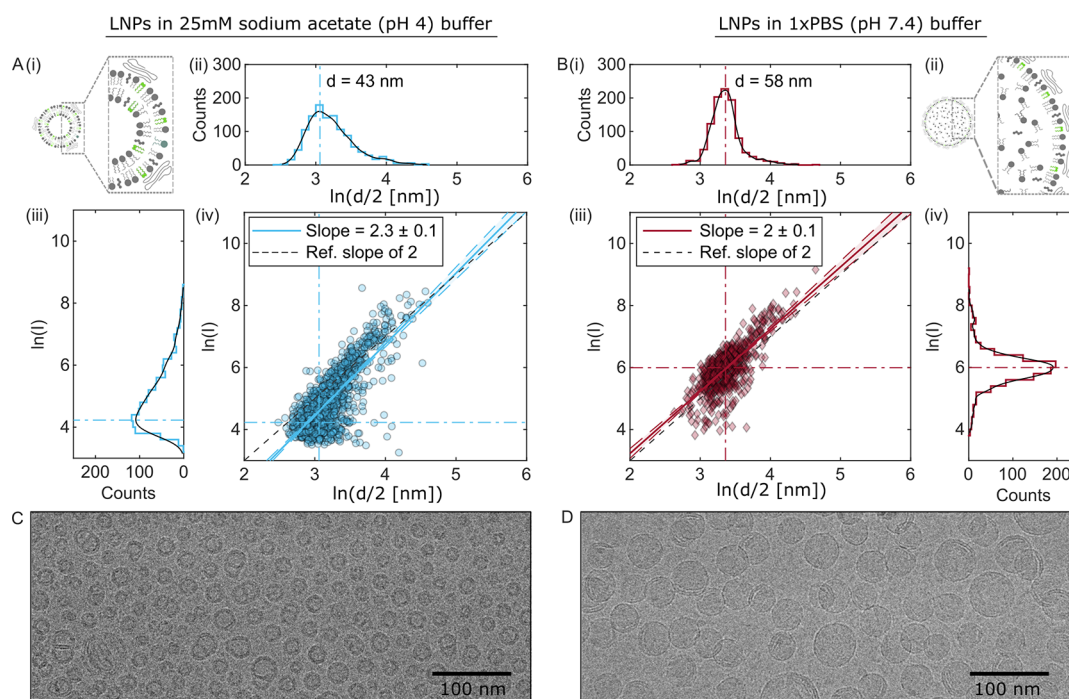 LNPs in 25mM sodium acetate (pH 4) buffer
LNPs in 1xPBS (pH 7.4) buffer
A(i)
(ii)
300
200
100
0
Counts
d = 43 nm
2 3 4 5 6
ln(d/2 [nm])
B(i)
300
200
100
0
Counts
d = 58 nm
2 3 4 5 6
ln(d/2 [nm])
(ii)
(iii)
10
8
6
4
ln(I)
200 100 0
Counts
(iv)
10
8
6
4
ln(I)
Slope = 2.3 ± 0.1
Ref. slope of 2
2 3 4 5 6
ln(d/2 [nm])
(iii)
10
8
6
4
ln(I)
Slope = 2 ± 0.1
Ref. slope of 2
2 3 4 5 6
ln(d/2 [nm])
(iv)
10
8
6
4
ln(I)
0 100 200
Counts
C
100 nm
D
100 nm